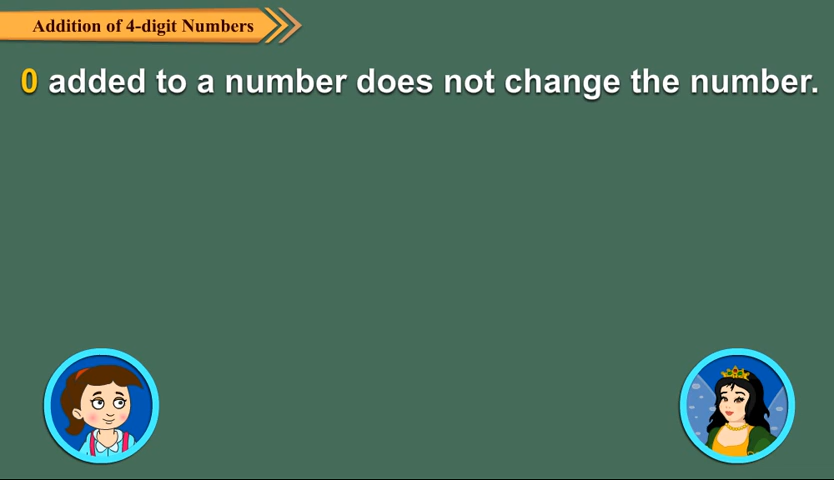 Addition of 4-digit Numbers
0 added to a number does not change the number.